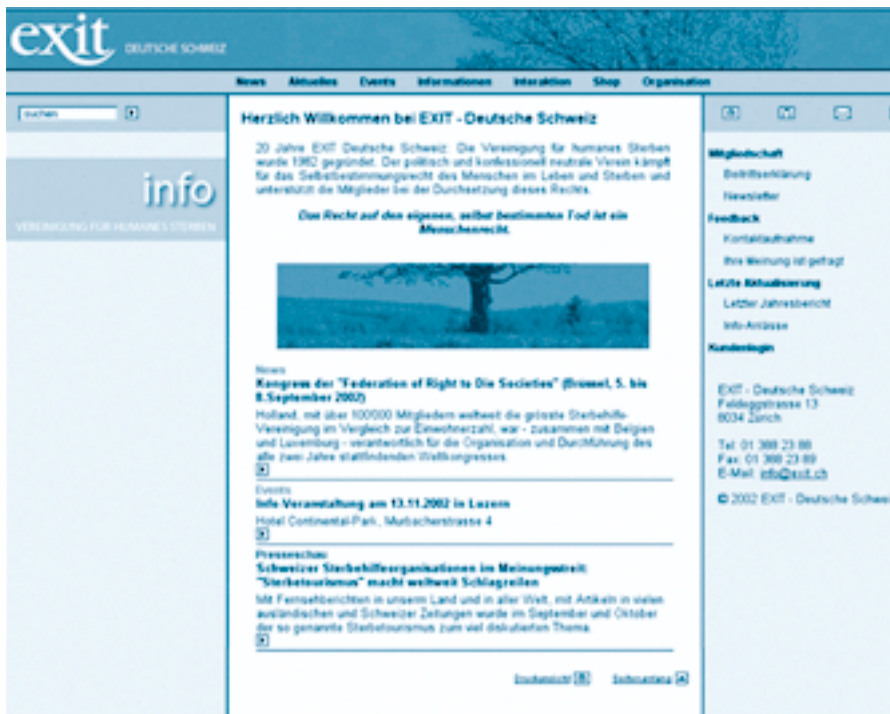 exit DEUTSCHE SCHWEIZ
News Aktuelles Events Informationen Interaktion Shop Organisation
suchen
info
VEREINIGUNG FÜR HUMANES STERBEN
Herzlich Willkommen bei EXIT - Deutsche Schweiz
20 Jahre EXIT Deutsche Schweiz: Die Vereinigung für humanes Sterben
wurde 1982 gegründet. Der politisch und konfessionell neutrale Verein kämpft
für das Selbstbestimmungsrecht des Menschen im Leben und Sterben und
unterstützt die Mitglieder bei der Durchsetzung dieses Rechts.
Das Recht auf den eigenen, selbst bestimmten Tod ist ein
Menschenrecht.
News
Kongress der "Federation of Right to Die Societies" (Brüssel, 5. bis
8.September 2002)
Holland, mit über 100'000 Mitgliedern weltweit die grösste Sterbehilfe-
Vereinigung im Vergleich zur Einwohnerzahl, war - zusammen mit Belgien
und Luxemburg - verantwortlich für die Organisation und Durchführung des
alle zwei Jahre stattfindenden Weltkongresses.
Events
Info Veranstaltung am 13.11.2002 in Luzern
Hotel Continental-Park, Murbacherstrasse 4
Presseschau
Schweizer Sterbehilfeorganisationen im Meinungsstreit:
"Sterbetourismus" macht weltweit Schlagzeilen
Mit Fernsehberichten in unserm Land und in aller Welt, mit Artikeln in vielen
ausländischen und Schweizer Zeitungen wurde im September und Oktober
der so genannte Sterbetourismus zum viel diskutierten Thema.
Druckansicht Seitenanfang
Mitgliedschaft
Beitrittserklärung
Newsletter
Feedback
Kontaktaufnahme
Ihre Meinung ist gefragt
Letzte Aktualisierung
Letzter Jahresbericht
Info-Anlässe
Kundenlogin
EXIT - Deutsche Schweiz
Feldeggstrasse 13
8034 Zürich
Tel: 01 388 23 88
Fax: 01 388 23 89
E-Mail: info@exit.ch
© 2002 EXIT - Deutsche Schwei